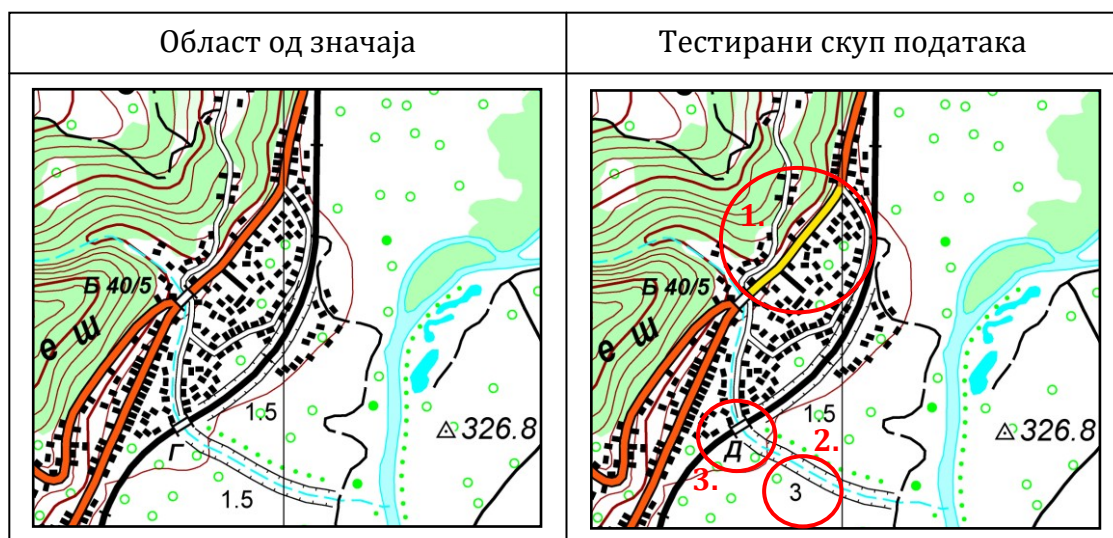 Област од значаја
Тестирани скуп података
Б 40/5
е ш
1.5
Г
1.5
326.8
1.
Б 40/5
е ш
1.5
2.
Д
3.
3
326.8